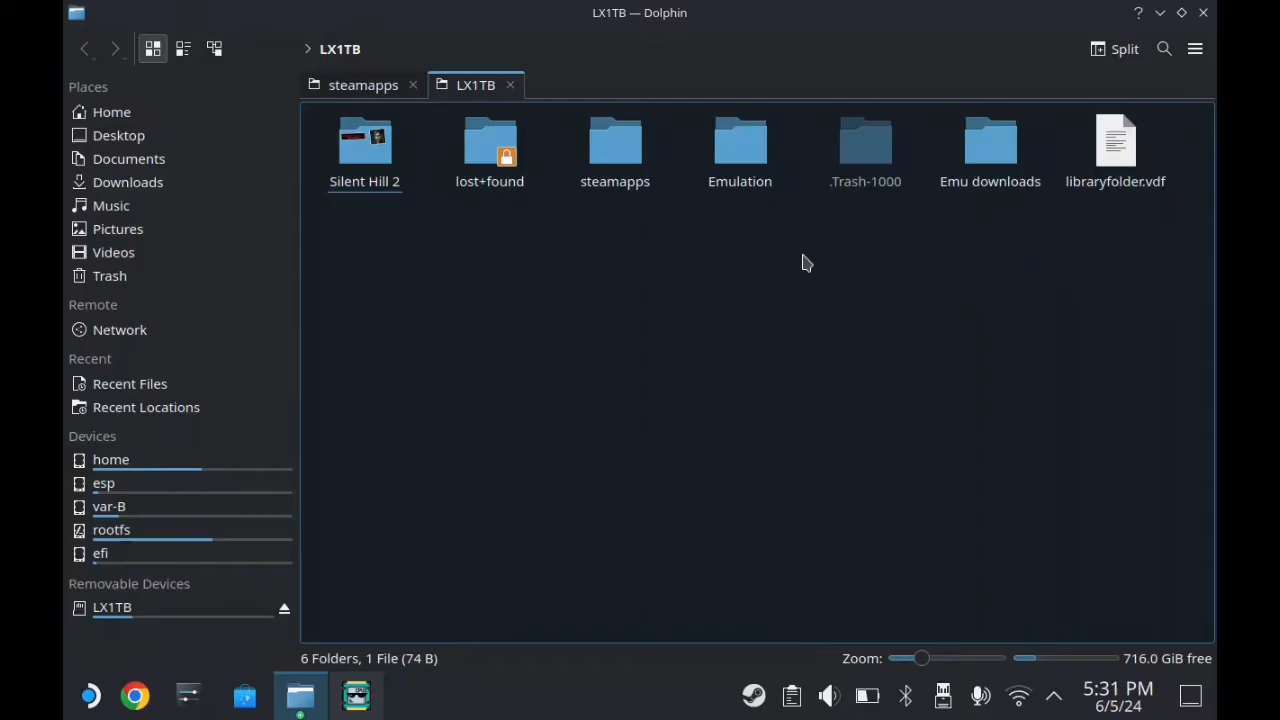 LX1TB — Dolphin
LX1TB
Split
steamapps
LX1TB
Places
Home
Desktop
Documents
Downloads
Music
Pictures
Videos
Trash
Remote
Network
Recent
Recent Files
Recent Locations
Devices
home
esp
var-B
rootfs
efi
Removable Devices
LX1TB
Silent Hill 2
lost+found
steamapps
Emulation
.Trash-1000
Emu downloads
libraryfolder.vdf
6 Folders, 1 File (74 B)
Zoom:
716.0 GiB free
5:31 PM
6/5/24